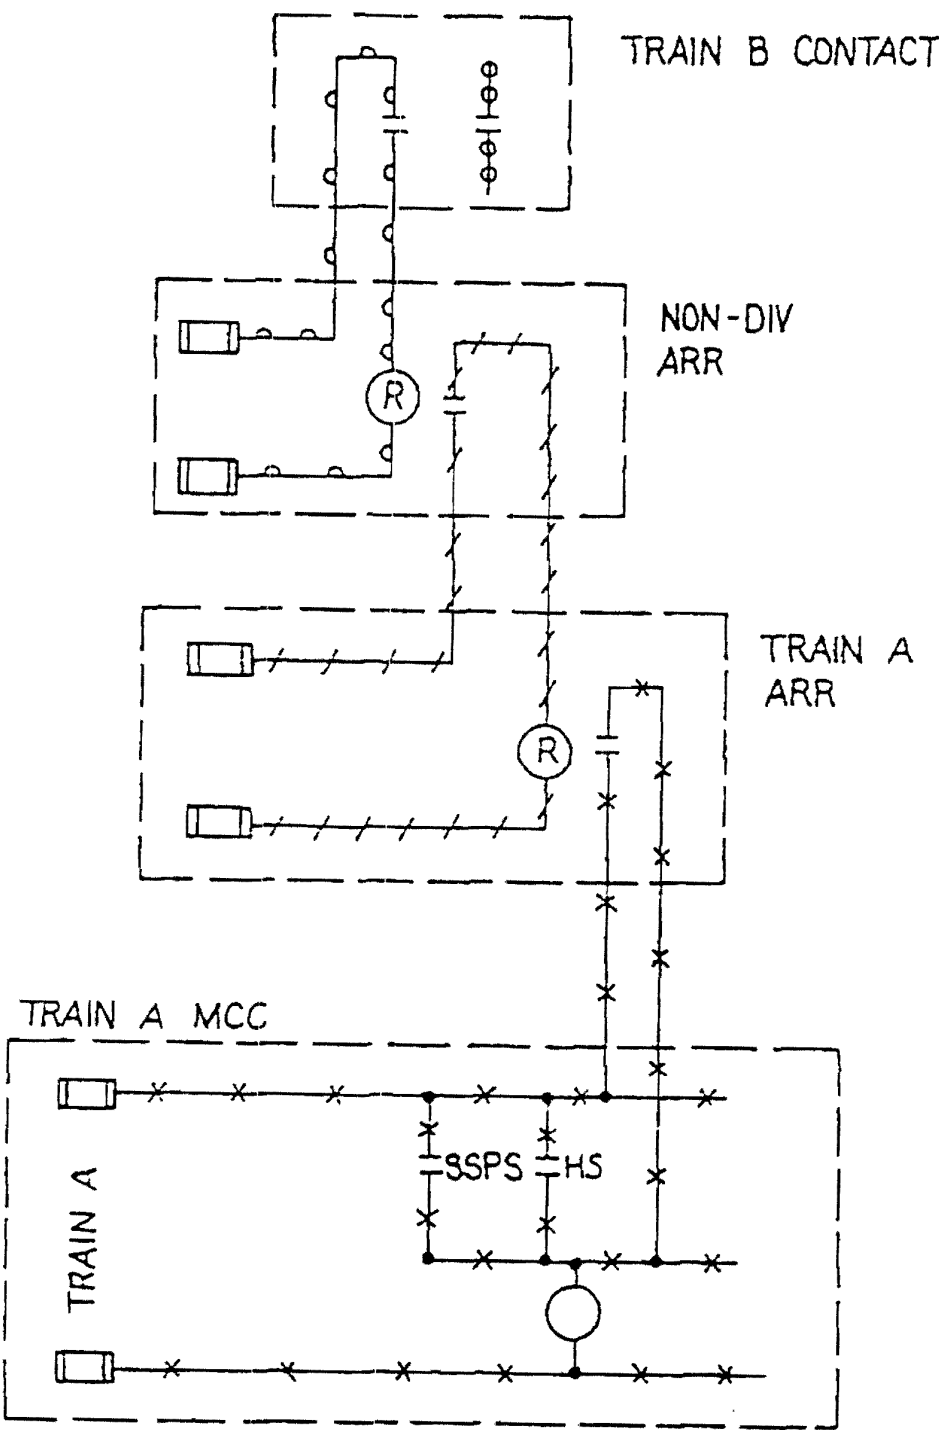 TRAIN B CONTACT
NON-DIV
ARR
R
TRAIN A
ARR
R
TRAIN A MCC
SSPS
HS
TRAIN A